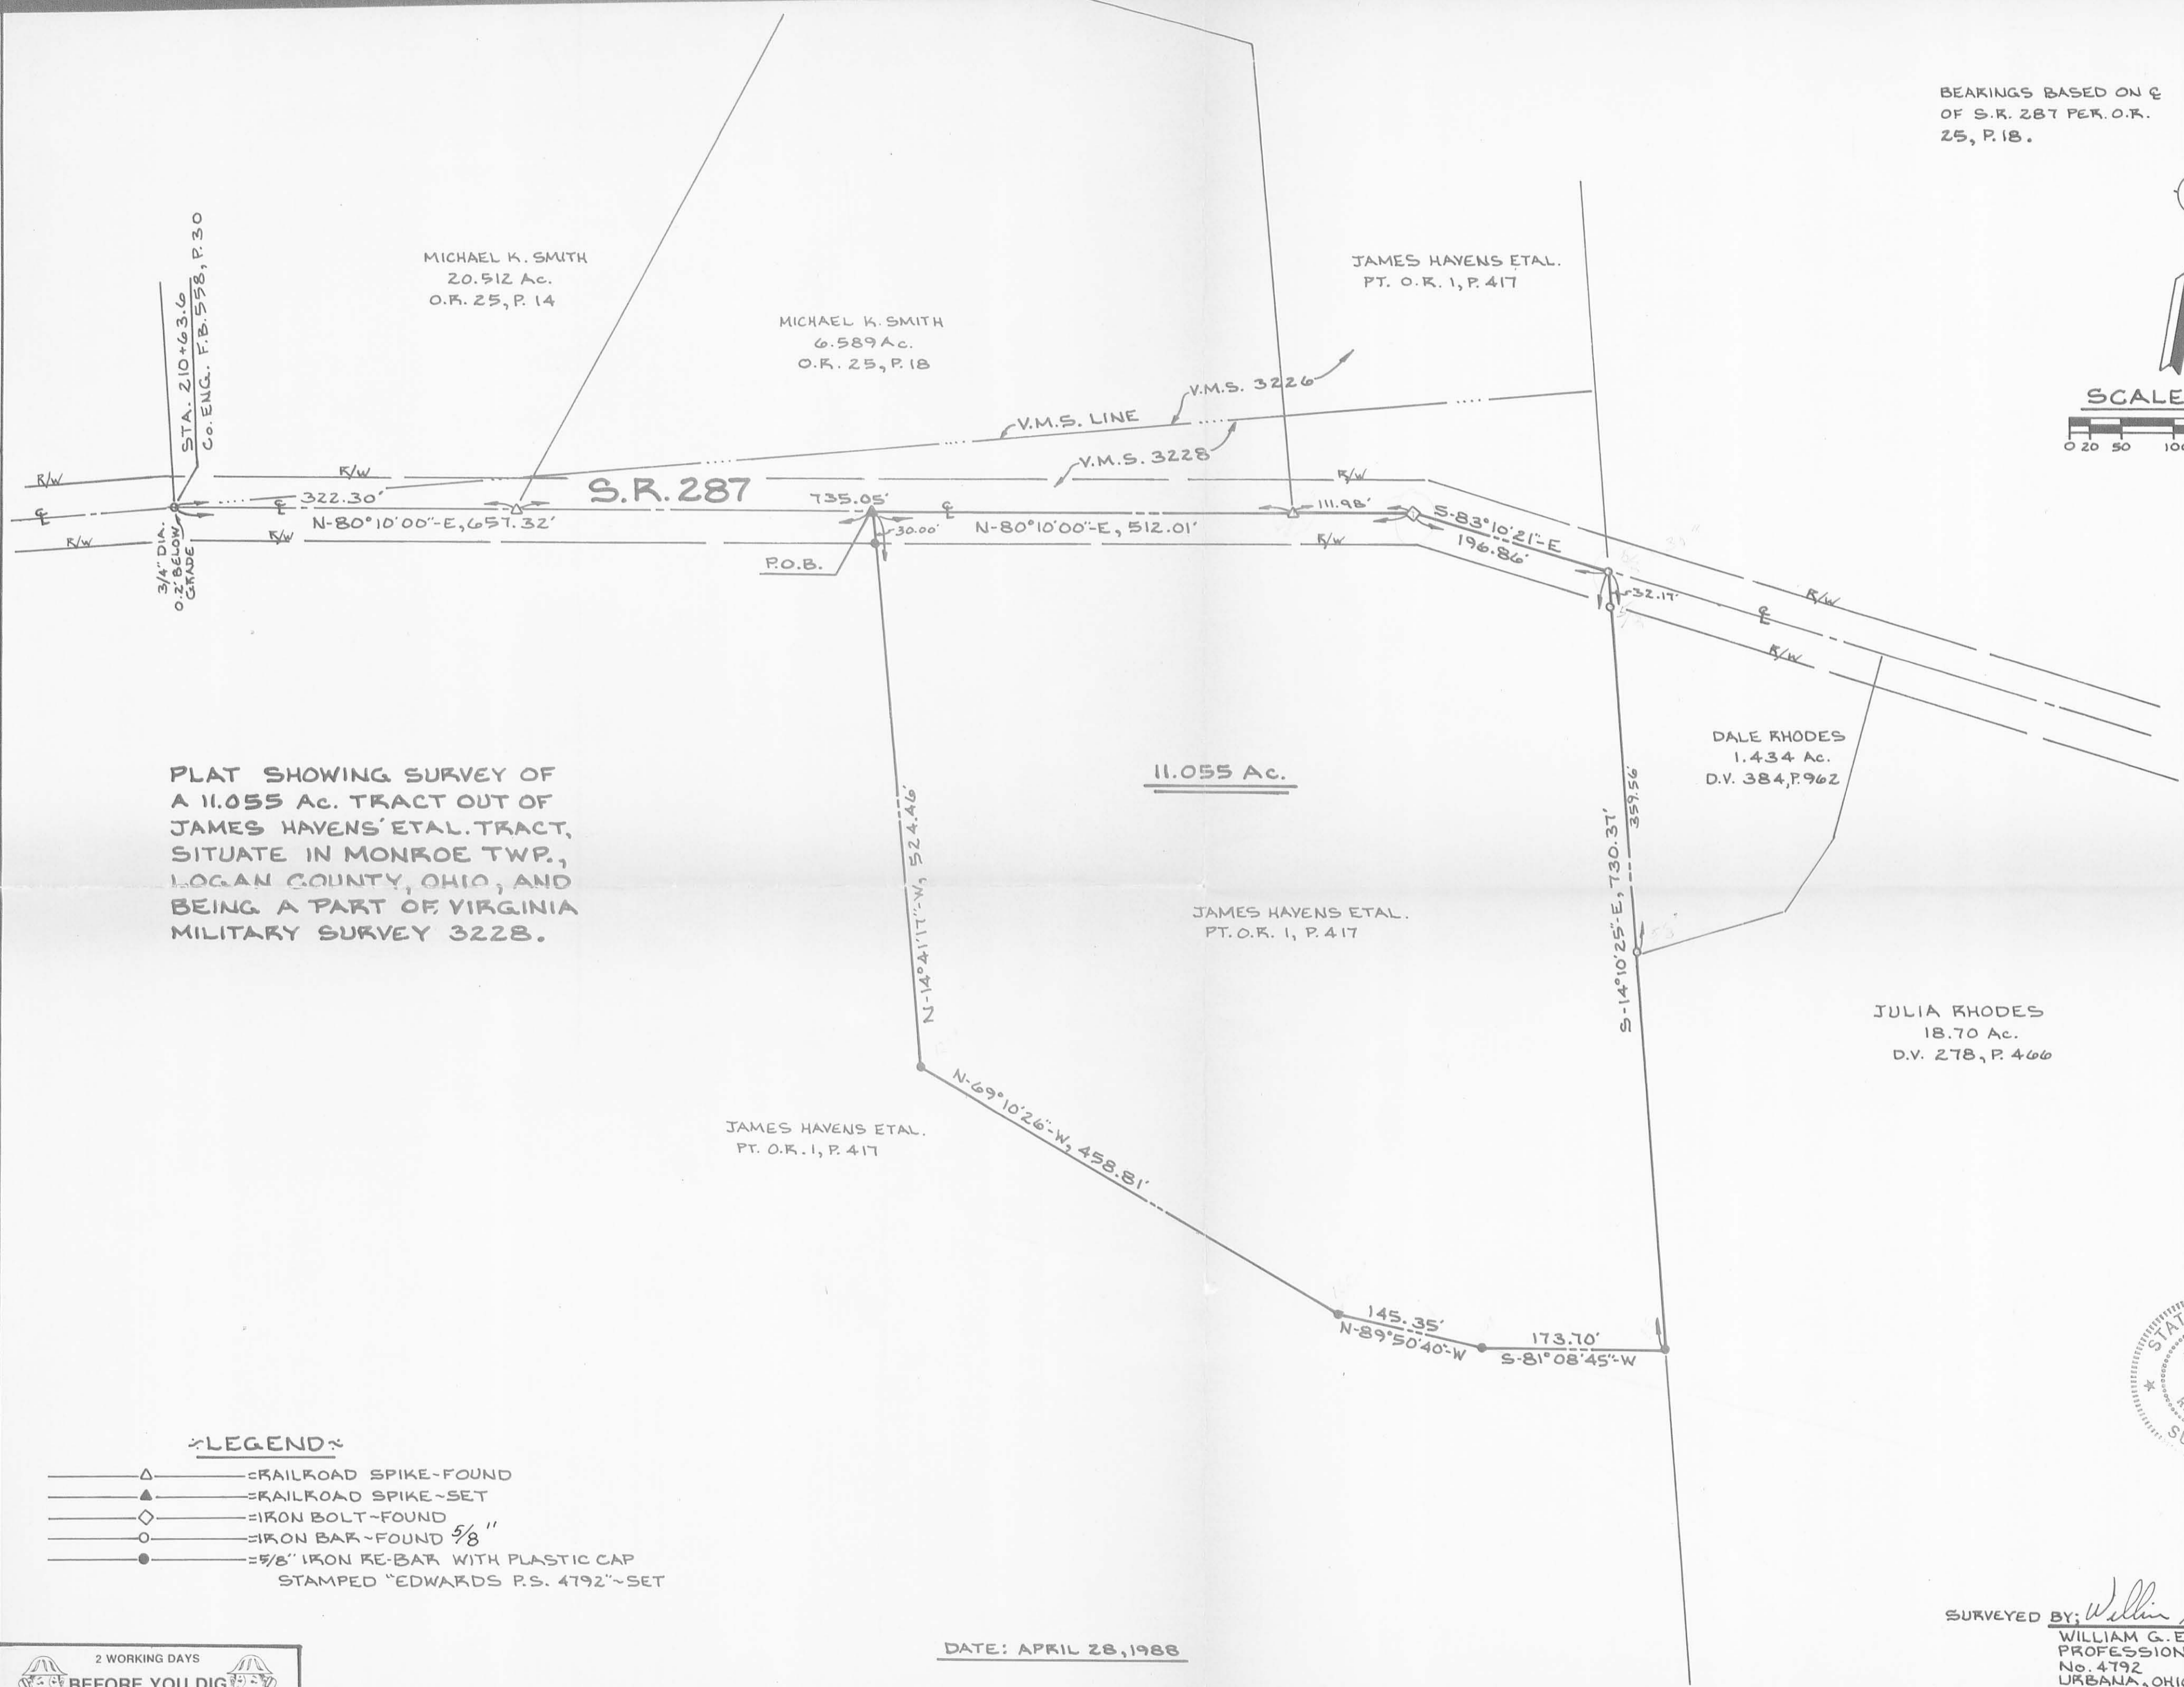 BEARINGS BASED ON ℄
OF S.R. 287 PER. O.R.
25, P. 18.
SCALE
0 20 50
STA. 210+63.6
Co. ENG. F.B. 558, P. 30
MICHAEL K. SMITH
20.512 Ac.
O.R. 25, P. 14
MICHAEL K. SMITH
6.589 Ac.
O.R. 25, P. 18
JAMES HAVENS ETAL.
PT. O.R. 1, P. 417
V.M.S. 3226
V.M.S. LINE
V.M.S. 3228
R/W
R/W
R/W
℄
322.30'
℄
S.R. 287
735.05'
℄
111.98'
N-80°10'00"-E, 657.32'
30.00'
N-80°10'00"-E, 512.01'
S-83°10'21"-E
196.86'
R/W
R/W
R/W
P.O.B.
3/4" DIA.
0.2' BELOW
GRADE
32.17'
R/W
℄
R/W
DALE RHODES
1.434 Ac.
D.V. 384, P. 962
PLAT SHOWING SURVEY OF
A 11.055 Ac. TRACT OUT OF
JAMES HAVENS' ETAL. TRACT,
SITUATE IN MONROE TWP.,
LOGAN COUNTY, OHIO, AND
BEING A PART OF VIRGINIA
MILITARY SURVEY 3228.
11.055 Ac.
N-14°41'17"-W, 524.46'
359.56'
S-14°10'25"-E, 730.37'
JAMES HAVENS ETAL.
PT. O.R. 1, P. 417
JULIA RHODES
18.70 Ac.
D.V. 278, P. 466
N-69°10'26"-W, 458.81'
JAMES HAVENS ETAL.
PT. O.R. 1, P. 417
145.35'
N-89°50'40"-W
173.70'
S-81°08'45"-W
LEGEND
=RAILROAD SPIKE~FOUND
=RAILROAD SPIKE~SET
=IRON BOLT~FOUND
=IRON BAR~FOUND 5/8"
=5/8" IRON RE-BAR WITH PLASTIC CAP
STAMPED "EDWARDS P.S. 4792"~SET
DATE: APRIL 28, 1988
2 WORKING DAYS
BEFORE YOU DIG
SURVEYED BY;
WILLIAM G. E
PROFESSION
No. 4792
URBANA, OHI